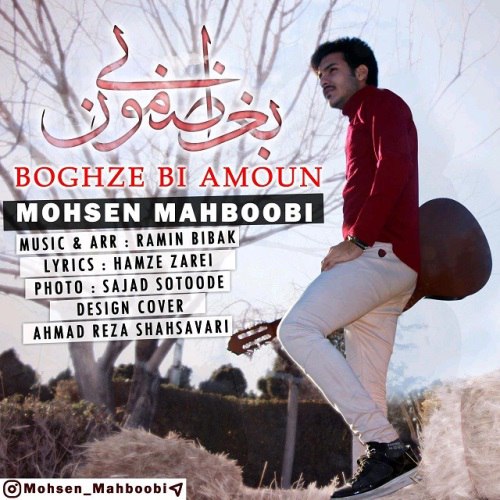 بغض بی امون
BOGHZE BI AMOUN
MOHSEN MAHBOOBI
MUSIC & ARR : RAMIN BIBAK
LYRICS : HAMZE ZAREI
PHOTO : SAJAD SOTOODE
DESIGN COVER
AHMAD REZA SHAHSAVARI
Mohsen_Mahboobi